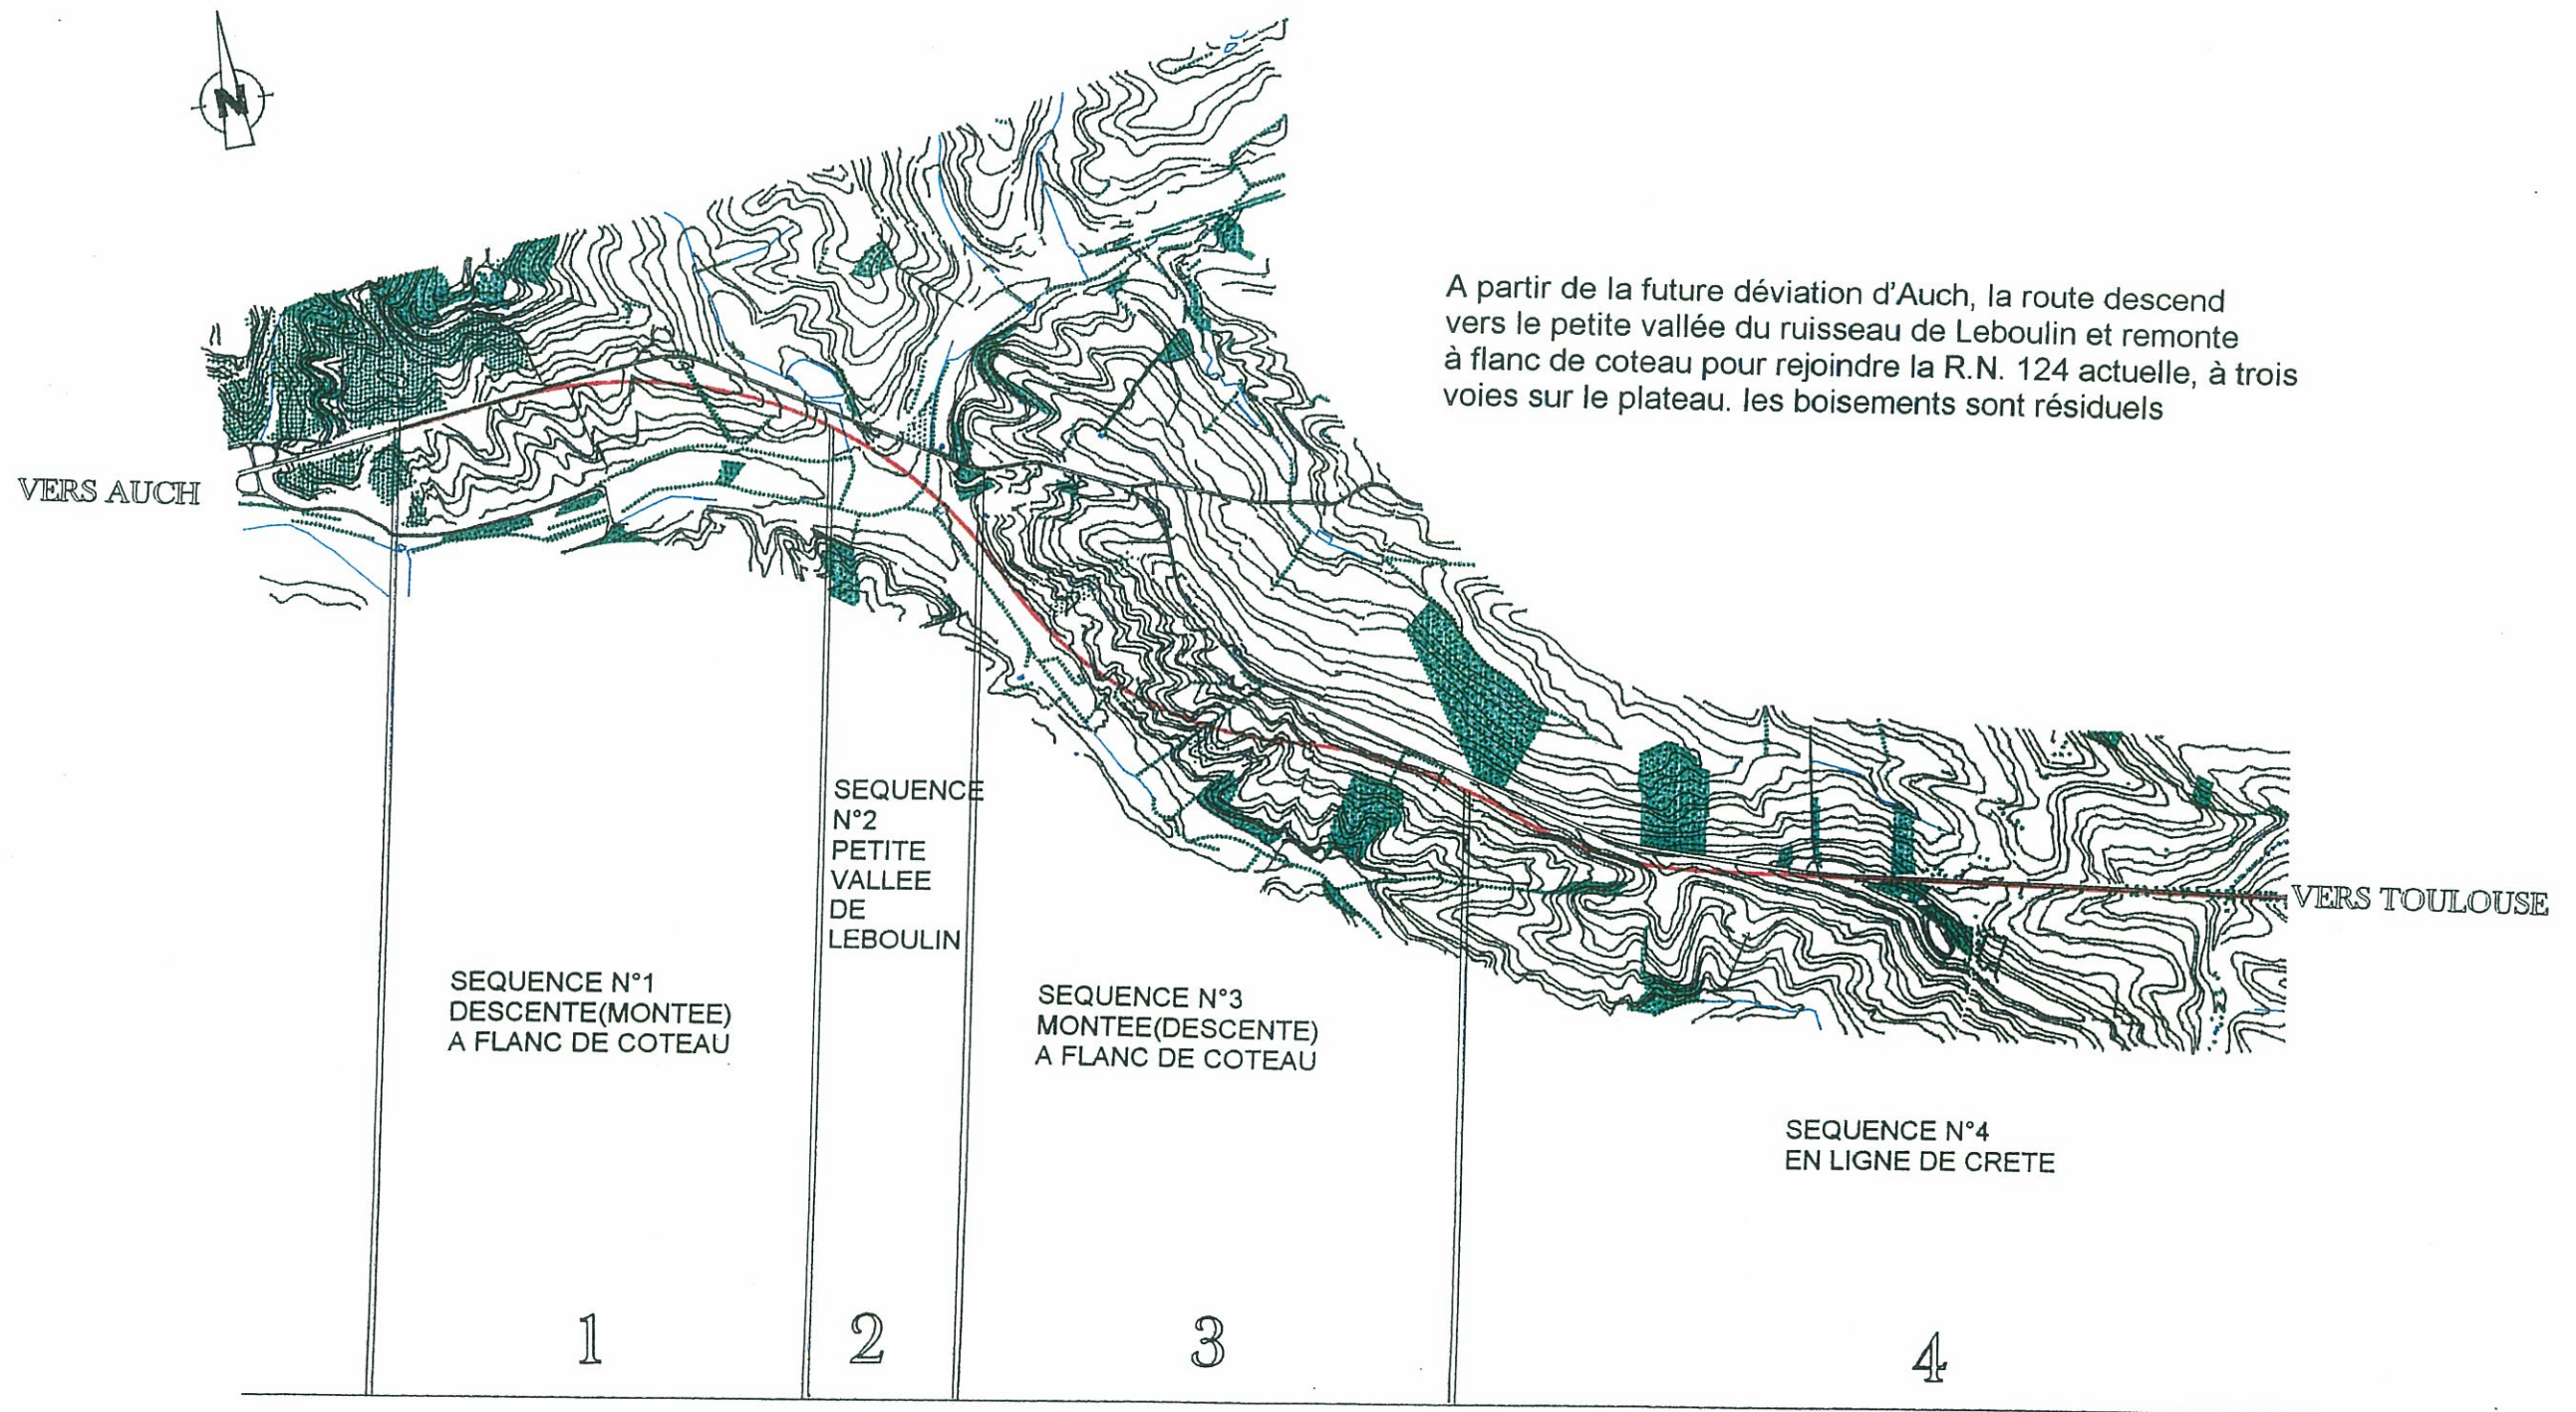 N
A partir de la future déviation d'Auch, la route descend
vers le petite vallée du ruisseau de Leboulin et remonte
à flanc de coteau pour rejoindre la R.N. 124 actuelle, à trois
voies sur le plateau. les boisements sont résiduels
VERS AUCH
VERS TOULOUSE
SEQUENCE N°1
DESCENTE(MONTEE)
A FLANC DE COTEAU
SEQUENCE
N°2
PETITE
VALLEE
DE
LEBOULIN
SEQUENCE N°3
MONTEE(DESCENTE)
A FLANC DE COTEAU
SEQUENCE N°4
EN LIGNE DE CRETE
1
2
3
4